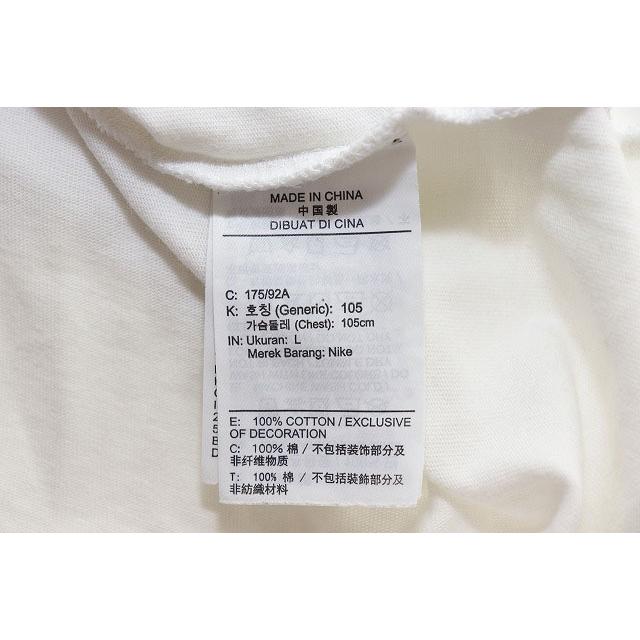 MADE IN CHINA
中国製
DIBUAT DI CINA
C: 175/92A
K: 호칭 (Generic): 105
가슴둘레 (Chest): 105cm
IN: Ukuran: L
Merek Barang: Nike
E: 100% COTTON / EXCLUSIVE
OF DECORATION
C: 100% 棉 / 不包括装饰部分及
非纤维物质
T: 100% 棉 / 不包括裝飾部分及
非紡織材料